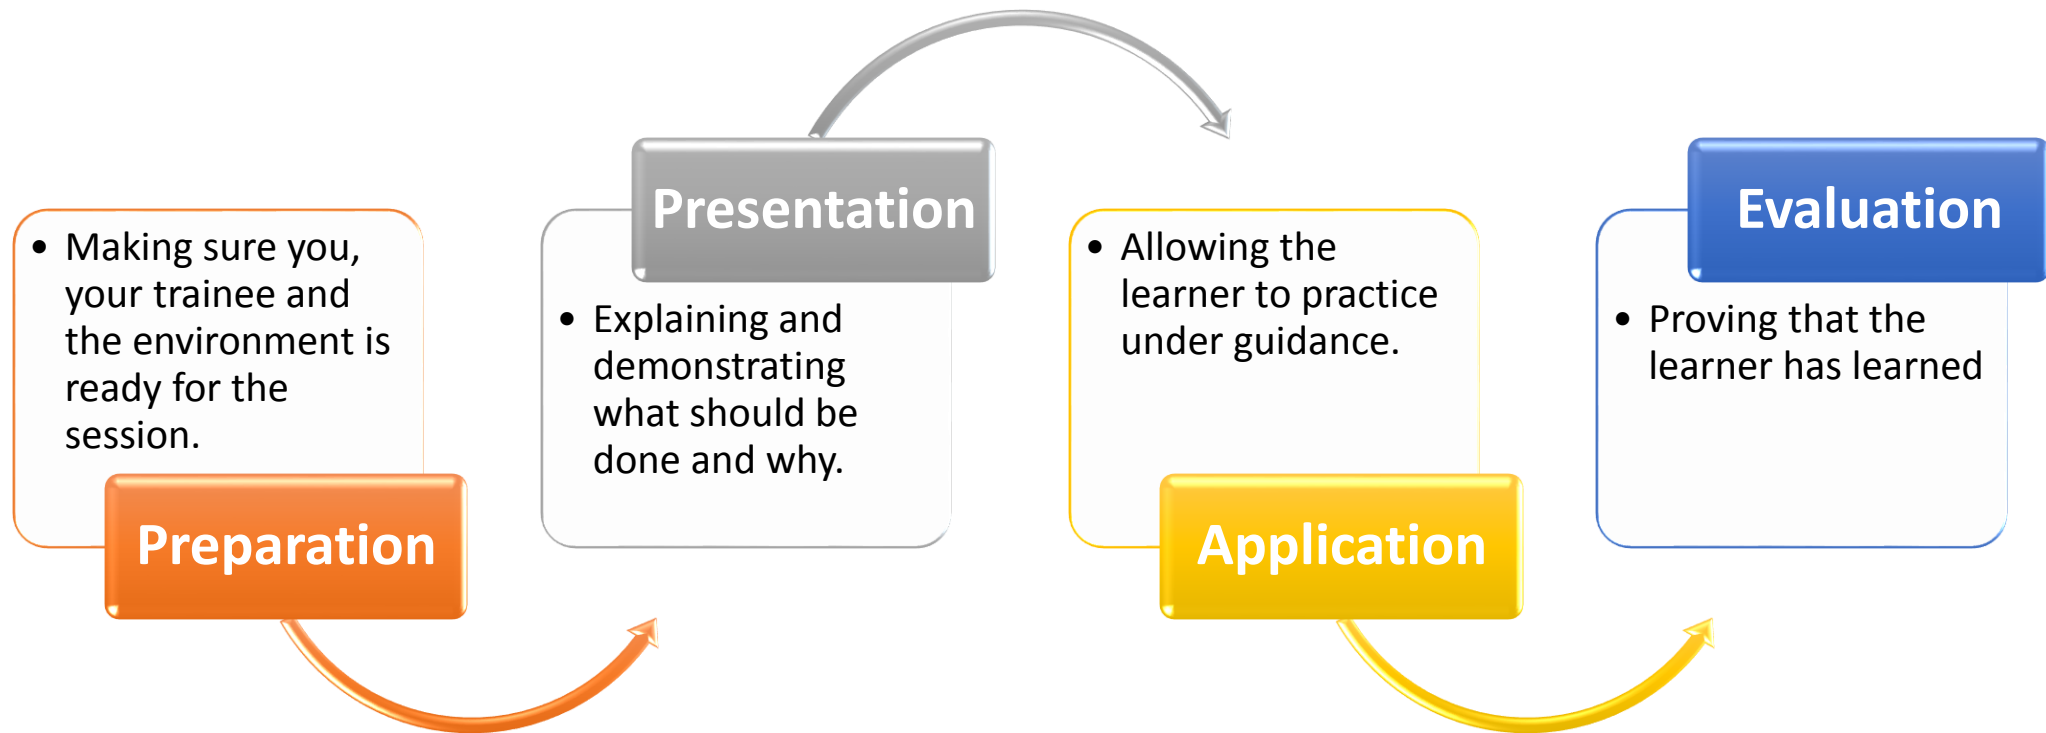 • Making sure you,
your trainee and
the environment is
ready for the
session.
Preparation
Presentation
• Explaining and
demonstrating
what should be
done and why.
• Allowing the
learner to practice
under guidance.
Application
Evaluation
• Proving that the
learner has learned